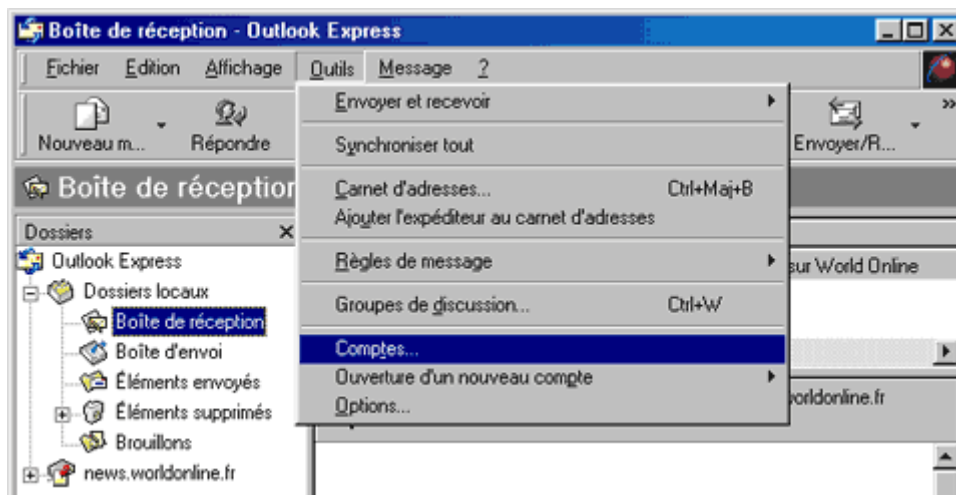 Boîte de réception - Outlook Express
Fichier Edition Affichage Outils Message ?
Nouveau m... Répondre Envoyer/R... »
Boîte de réception
Dossiers
Outlook Express
Dossiers locaux
Boîte de réception
Boîte d'envoi
Éléments envoyés
Éléments supprimés
Brouillons
news.worldonline.fr
Envoyer et recevoir
Synchroniser tout
Carnet d'adresses... Ctrl+Maj+B
Ajouter l'expéditeur au carnet d'adresses
Règles de message
Groupes de discussion... Ctrl+W
Comptes...
Ouverture d'un nouveau compte
Options...
sur World Online
vorldonline.fr